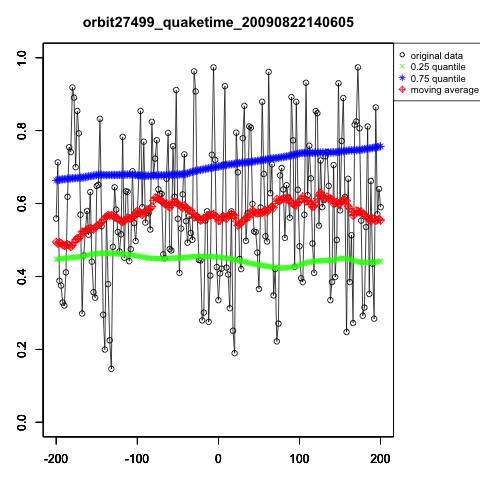 orbit27499_quaketime_20090822140605
original data
0.25 quantile
0.75 quantile
moving average
1.0
0.8
0.6
0.4
0.2
0.0
-200 -100 0 100 200